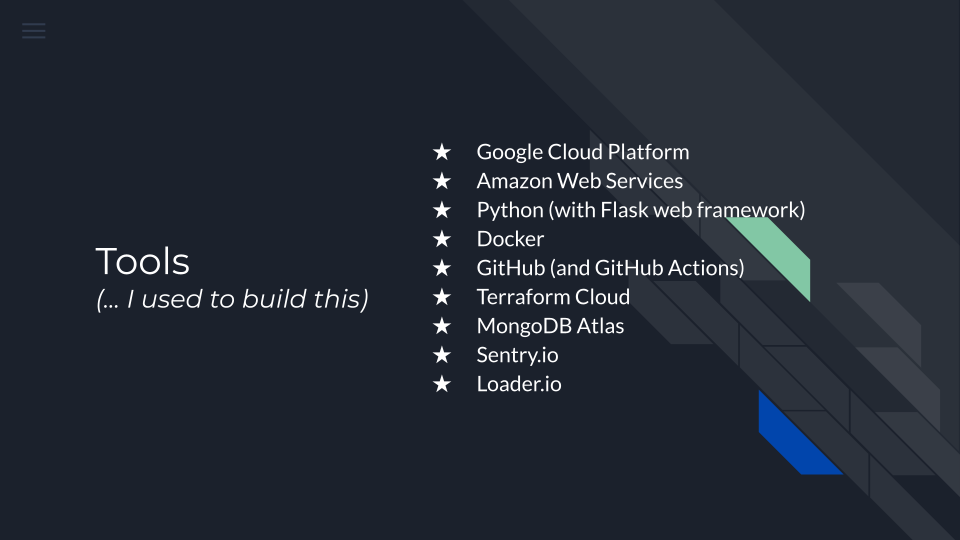 Tools
(... I used to build this)
★ Google Cloud Platform
★ Amazon Web Services
★ Python (with Flask web framework)
★ Docker
★ GitHub (and GitHub Actions)
★ Terraform Cloud
★ MongoDB Atlas
★ Sentry.io
★ Loader.io